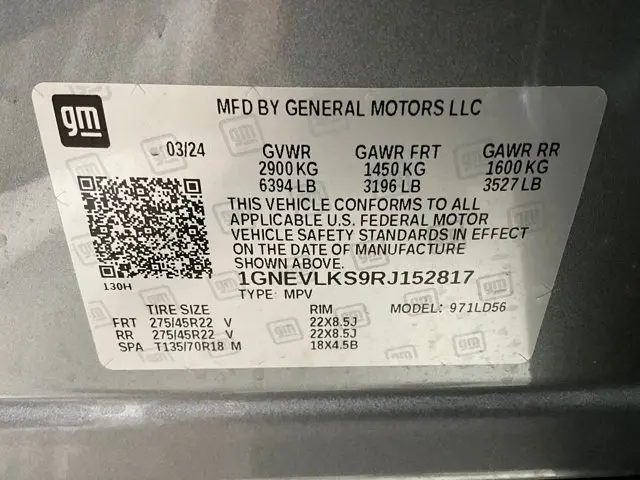 gm
MFD BY GENERAL MOTORS LLC
03/24 GVWR GAWR FRT GAWR RR
2900 KG 1450 KG 1600 KG
6394 LB 3196 LB 3527 LB
THIS VEHICLE CONFORMS TO ALL
APPLICABLE U.S. FEDERAL MOTOR
VEHICLE SAFETY STANDARDS IN EFFECT
ON THE DATE OF MANUFACTURE
SHOWN ABOVE.
130H
1GNEVLKS9RJ152817
TYPE: MPV MODEL: 971LD56
TIRE SIZE RIM
FRT 275/45R22 V 22X8.5J
RR 275/45R22 V 22X8.5J
SPA T135/70R18 M 18X4.5B